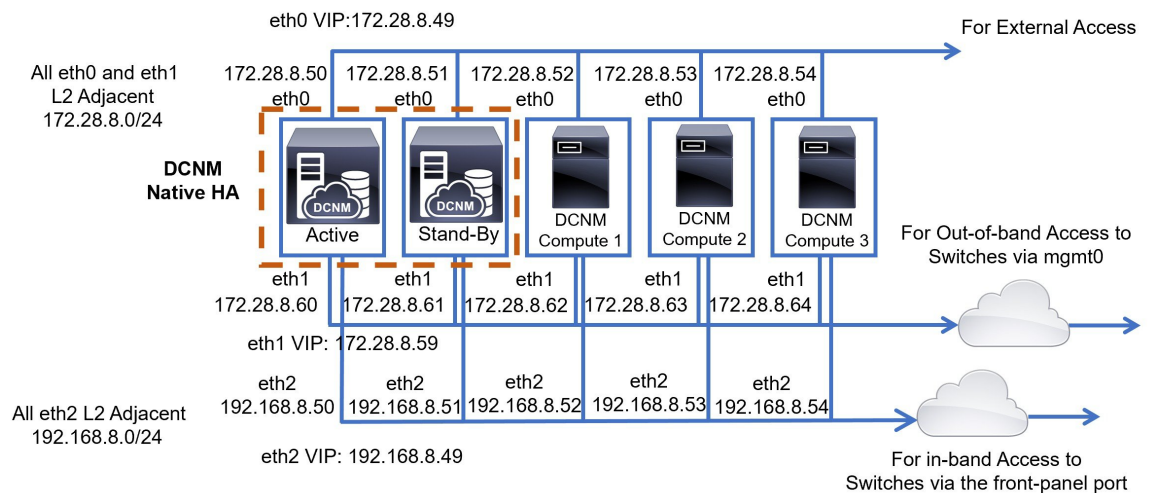 eth0 VIP:172.28.8.49
For External Access
All eth0 and eth1
L2 Adjacent
172.28.8.0/24
172.28.8.50
eth0
172.28.8.51
eth0
172.28.8.52
eth0
172.28.8.53
eth0
172.28.8.54
eth0
DCNM
Native HA
DCNM
Active
DCNM
Stand-By
DCNM
Compute 1
DCNM
Compute 2
DCNM
Compute 3
For Out-of-band Access to
Switches via mgmt0
eth1
172.28.8.60
eth1
172.28.8.61
eth1
172.28.8.62
eth1
172.28.8.63
eth1
172.28.8.64
eth1 VIP: 172.28.8.59
All eth2 L2 Adjacent
192.168.8.0/24
eth2
192.168.8.50
eth2
192.168.8.51
eth2
192.168.8.52
eth2
192.168.8.53
eth2
192.168.8.54
eth2 VIP: 192.168.8.49
For in-band Access to
Switches via the front-panel port